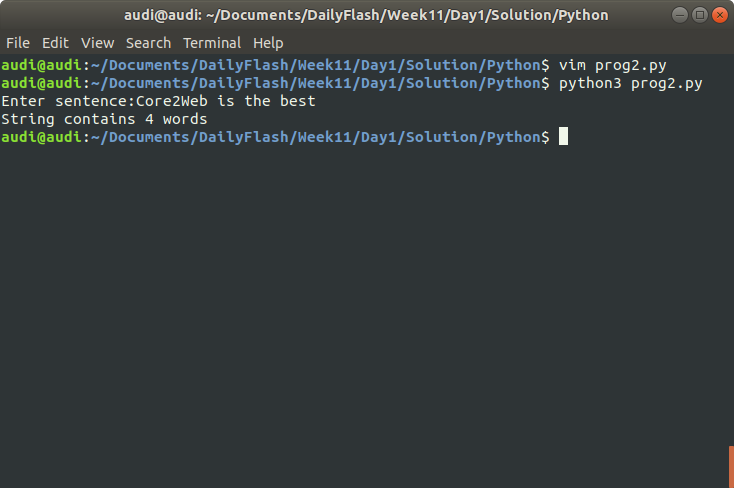 audi@audi: ~/Documents/DailyFlash/Week11/Day1/Solution/Python
File Edit View Search Terminal Help
audi@audi:~/Documents/DailyFlash/Week11/Day1/Solution/Python$ vim prog2.py
audi@audi:~/Documents/DailyFlash/Week11/Day1/Solution/Python$ python3 prog2.py
Enter sentence:Core2Web is the best
String contains 4 words
audi@audi:~/Documents/DailyFlash/Week11/Day1/Solution/Python$